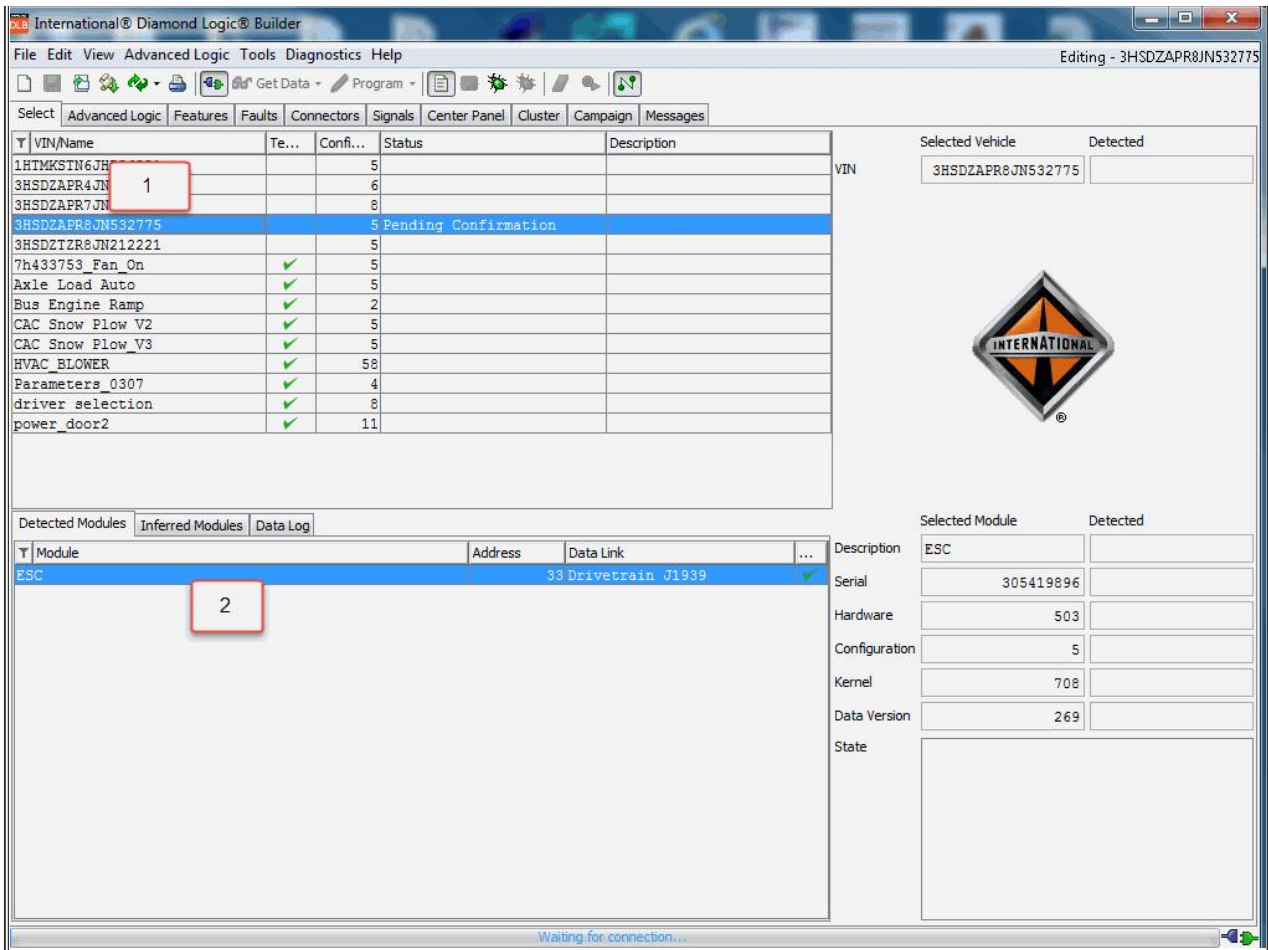 DLB International® Diamond Logic® Builder
File Edit View Advanced Logic Tools Diagnostics Help Editing - 3HSDZAPR8JN532775
Get Data Program
Select Advanced Logic Features Faults Connectors Signals Center Panel Cluster Campaign Messages
VIN/Name Te... Confi... Status Description Selected Vehicle Detected
5
VIN 3HSDZAPR8JN532775
3HSDZAPR4JN 1 6
3HSDZAPR7JN 8
3HSDZAPR8JN532775 5 Pending Confirmation
3HSDZTZR8JN212221 5
7h433753_Fan_On 5
Axle Load Auto 5
Bus Engine Ramp 2
CAC Snow Plow V2 5
CAC Snow Plow_V3 5
HVAC_BLOWER 58
Parameters_0307 4
driver selection 8
power_door2 11
INTERNATIONAL ®
Detected Modules Inferred Modules Data Log Selected Module Detected
Module Address Data Link ...
ESC 33 Drivetrain J1939
2
Description ESC
Serial 305419896
Hardware 503
Configuration 5
Kernel 708
Data Version 269
State
Waiting for connection...